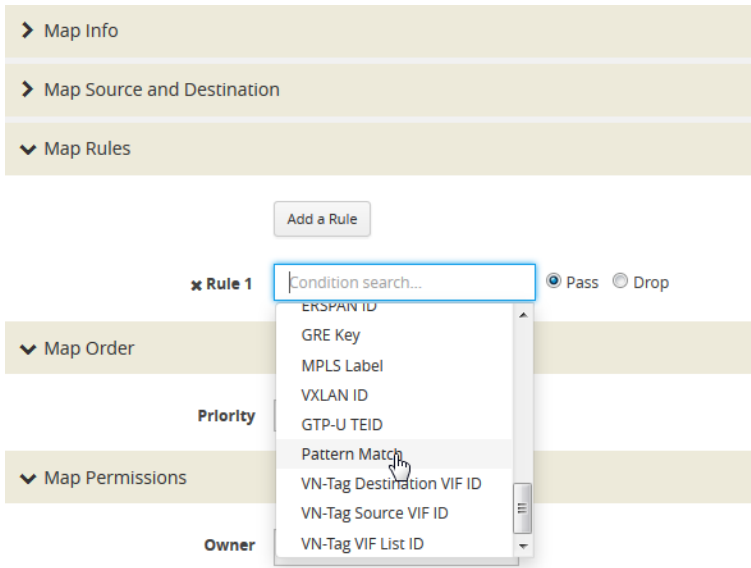 Map Info
Map Source and Destination
Map Rules
Add a Rule
Rule 1 Condition search... Pass Drop
ERSPAN ID
GRE Key
Map Order
MPLS Label
VXLAN ID
Priority
GTP-U TEID
Pattern Match
Map Permissions
VN-Tag Destination VIF ID
VN-Tag Source VIF ID
Owner
VN-Tag VIF List ID